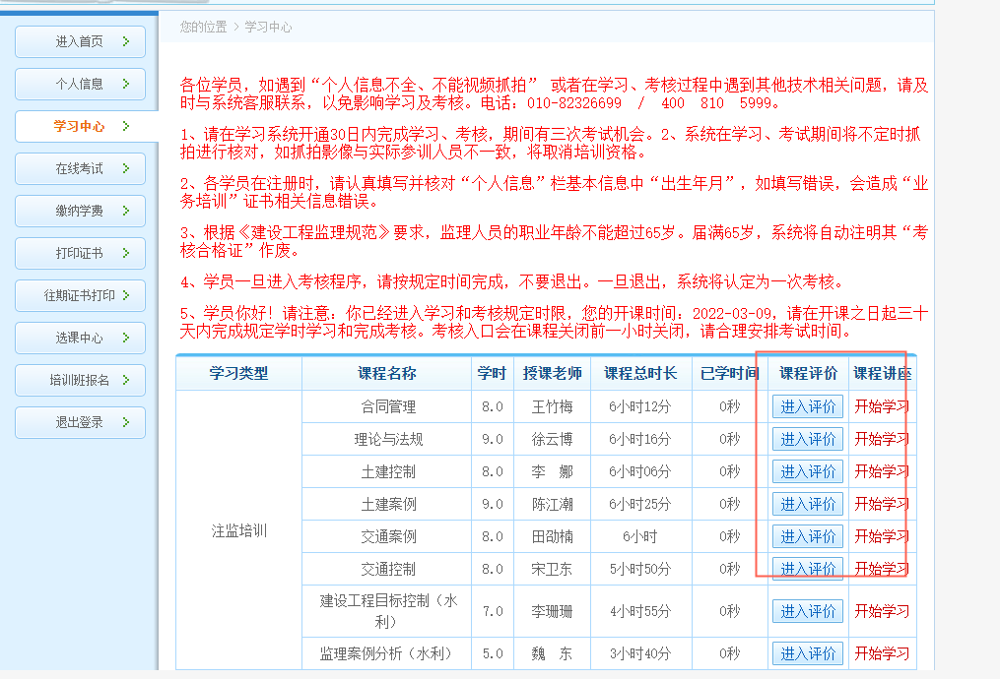 您的位置 > 学习中心
进入首页
个人信息
学习中心
在线考试
缴纳学费
打印证书
往期证书打印
选课中心
培训班报名
退出登录
各位学员，如遇到“个人信息不全、不能视频抓拍” 或者在学习、考核过程中遇到其他技术相关问题，请及
时与系统客服联系，以免影响学习及考核。电话：010-82326699 / 400 810 5999。
1、请在学习系统开通30日内完成学习、考核，期间有三次考试机会。2、系统在学习、考试期间将不定时抓
拍进行核对，如抓拍影像与实际参训人员不一致，将取消培训资格。
2、各学员在注册时，请认真填写并核对“个人信息”栏基本信息中“出生年月”，如填写错误，会造成“业
务培训”证书相关信息错误。
3、根据《建设工程监理规范》要求，监理人员的职业年龄不能超过65岁。届满65岁，系统将自动注明其“考
核合格证”作废。
4、学员一旦进入考核程序，请按规定时间完成，不要退出。一旦退出，系统将认定为一次考核。
5、学员你好！请注意：你已经进入学习和考核规定时限，您的开课时间：2022-03-09，请在开课之日起三十
天内完成规定学时学习和完成考核。考核入口会在课程关闭前一小时关闭，请合理安排考试时间。
学习类型 课程名称 学时 授课老师 课程总时长 已学时间 课程评价 课程讲座
注监培训
合同管理 8.0 王竹梅 6小时12分 0秒 进入评价 开始学习
理论与法规 9.0 徐云博 6小时16分 0秒 进入评价 开始学习
土建控制 8.0 李 娜 6小时06分 0秒 进入评价 开始学习
土建案例 9.0 陈江潮 6小时25分 0秒 进入评价 开始学习
交通案例 8.0 田劭楠 6小时 0秒 进入评价 开始学习
交通控制 8.0 宋卫东 5小时50分 0秒 进入评价 开始学习
建设工程目标控制（水
利） 7.0 李珊珊 4小时55分 0秒 进入评价 开始学习
监理案例分析（水利） 5.0 魏 东 3小时40分 0秒 进入评价 开始学习